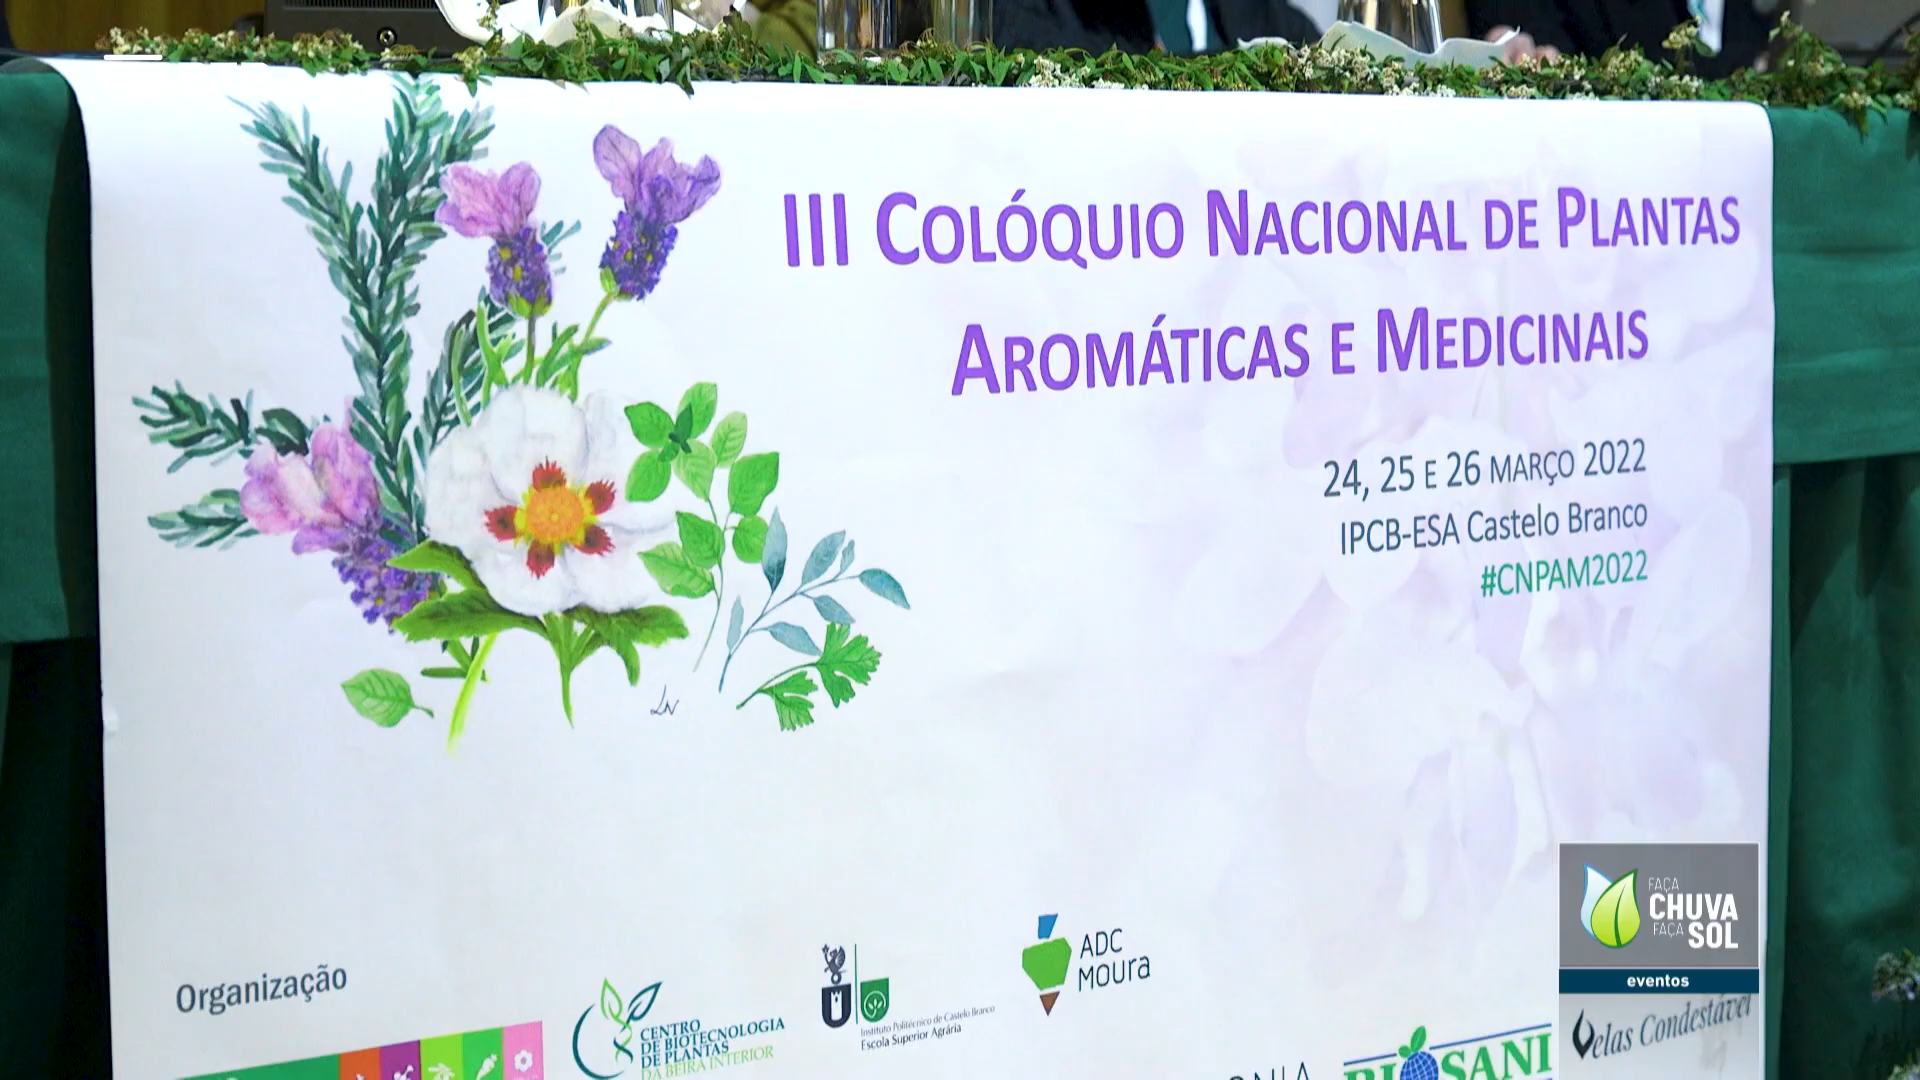 III COLÓQUIO NACIONAL DE PLANTAS
AROMÁTICAS E MEDICINAIS
24, 25 E 26 MARÇO 2022
IPCB-ESA Castelo Branco
#CNPAM2022
LN
Organização
CENTRO
DE BIOTECNOLOGIA
DE PLANTAS
DA BEIRA INTERIOR
Instituto Politécnico de Castelo Branco
Escola Superior Agrária
ADC
Moura
BIOSANI
Velas Condestável
FAÇA
CHUVA
FAÇA SOL
eventos